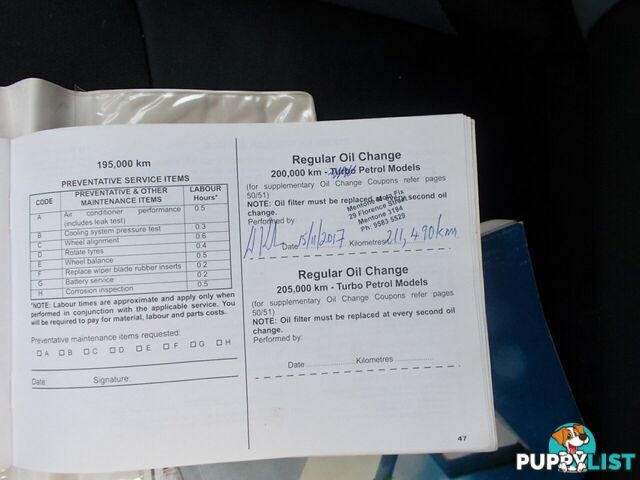 195,000 km
PREVENTATIVE SERVICE ITEMS
CODE PREVENTATIVE & OTHER MAINTENANCE ITEMS LABOUR Hours*
A Air conditioner performance (includes leak test) 0.5
B Cooling system pressure test 0.3
C Wheel alignment 0.6
D Rotate tyres 0.4
E Wheel balance 0.5
F Replace wiper blade rubber inserts 0.2
G Battery service 0.2
H Corrosion inspection 0.5
*NOTE: Labour times are approximate and apply only when
performed in conjunction with the applicable service. You
will be required to pay for material, labour and parts costs.
Preventative maintenance items requested:
A B C D E F G H
Date: Signature:
Regular Oil Change
200,000 km - Turbo Petrol Models
(for supplementary Oil Change Coupons refer pages
50/51)
NOTE: Oil filter must be replaced at every second oil
change.
Mentone Fix
29 Florence Street
Mentone 3194
Ph: 9583 5529
Performed by:
Date 15/11/2017 Kilometres 211,490km
Regular Oil Change
205,000 km - Turbo Petrol Models
(for supplementary Oil Change Coupons refer pages
50/51)
NOTE: Oil filter must be replaced at every second oil
change.
Performed by:
Date Kilometres
47
PUPPYLIST